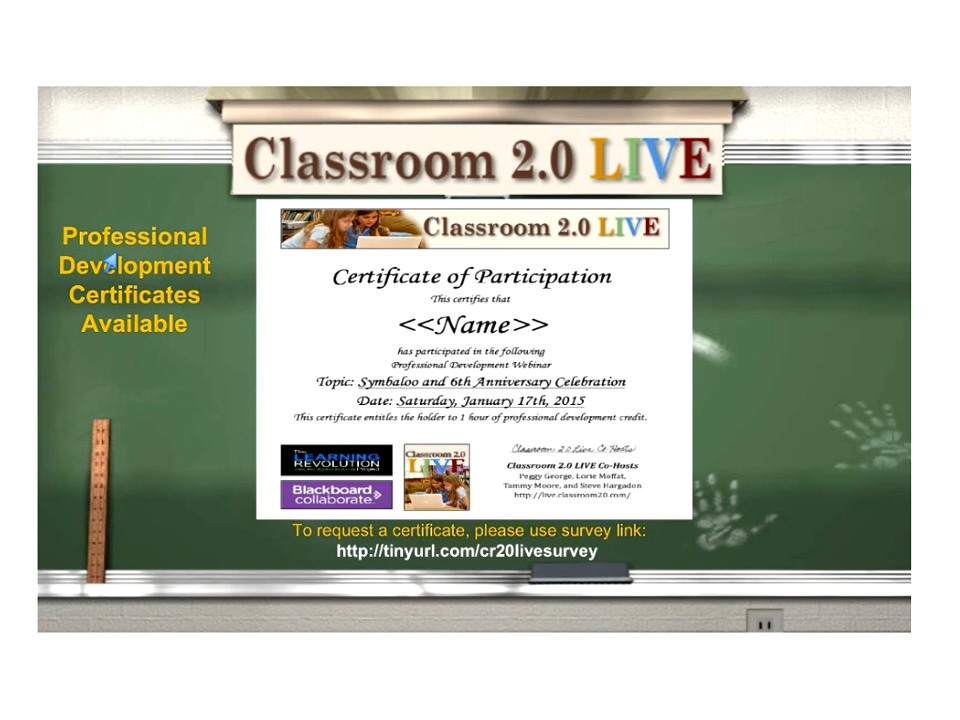 Classroom 2.0 LIVE
Professional
Development
Certificates
Available
Classroom 2.0 LIVE
Certificate of Participation
This certifies that
<<Name>>
has participated in the following
Professional Development Webinar
Topic: Symbaloo and 6th Anniversary Celebration
Date: Saturday, January 17th, 2015
This certificate entitles the holder to 1 hour of professional development credit.
The
LEARNING
REVOLUTION
Blackboard
collaborate
Classroom 2.0
LIVE
Classroom 2.0 Live Co-Hosts
Classroom 2.0 LIVE Co-Hosts
Peggy George, Lorie Moffat,
Tammy Moore, and Steve Hargadon
http://live.classroom20.com/
To request a certificate, please use survey link:
http://tinyurl.com/cr20livesurvey